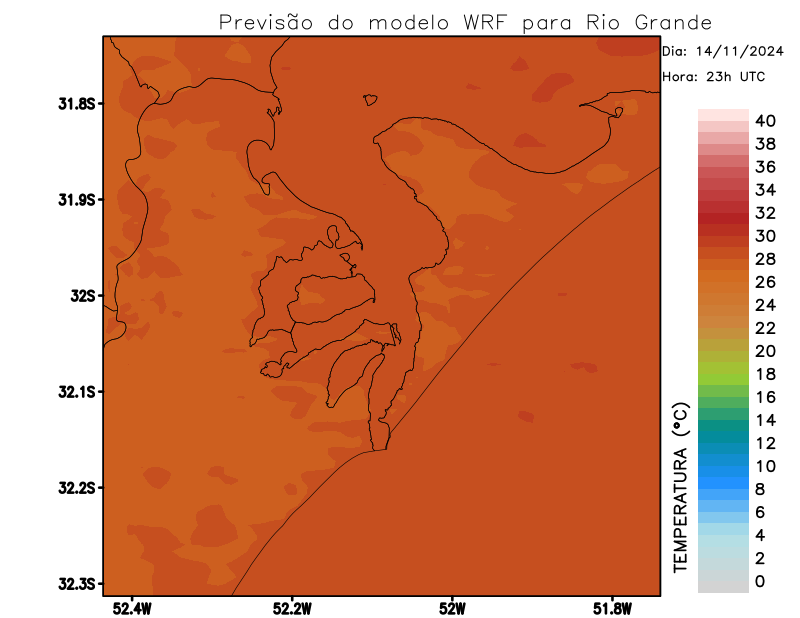 Previsão do modelo WRF para Rio Grande
Dia: 14/11/2024
Hora: 23h UTC
31.8S
31.9S
32S
32.1S
32.2S
32.3S
52.4W
52.2W
52W
51.8W
TEMPERATURA (°C)
40
38
36
34
32
30
28
26
24
22
20
18
16
14
12
10
8
6
4
2
0